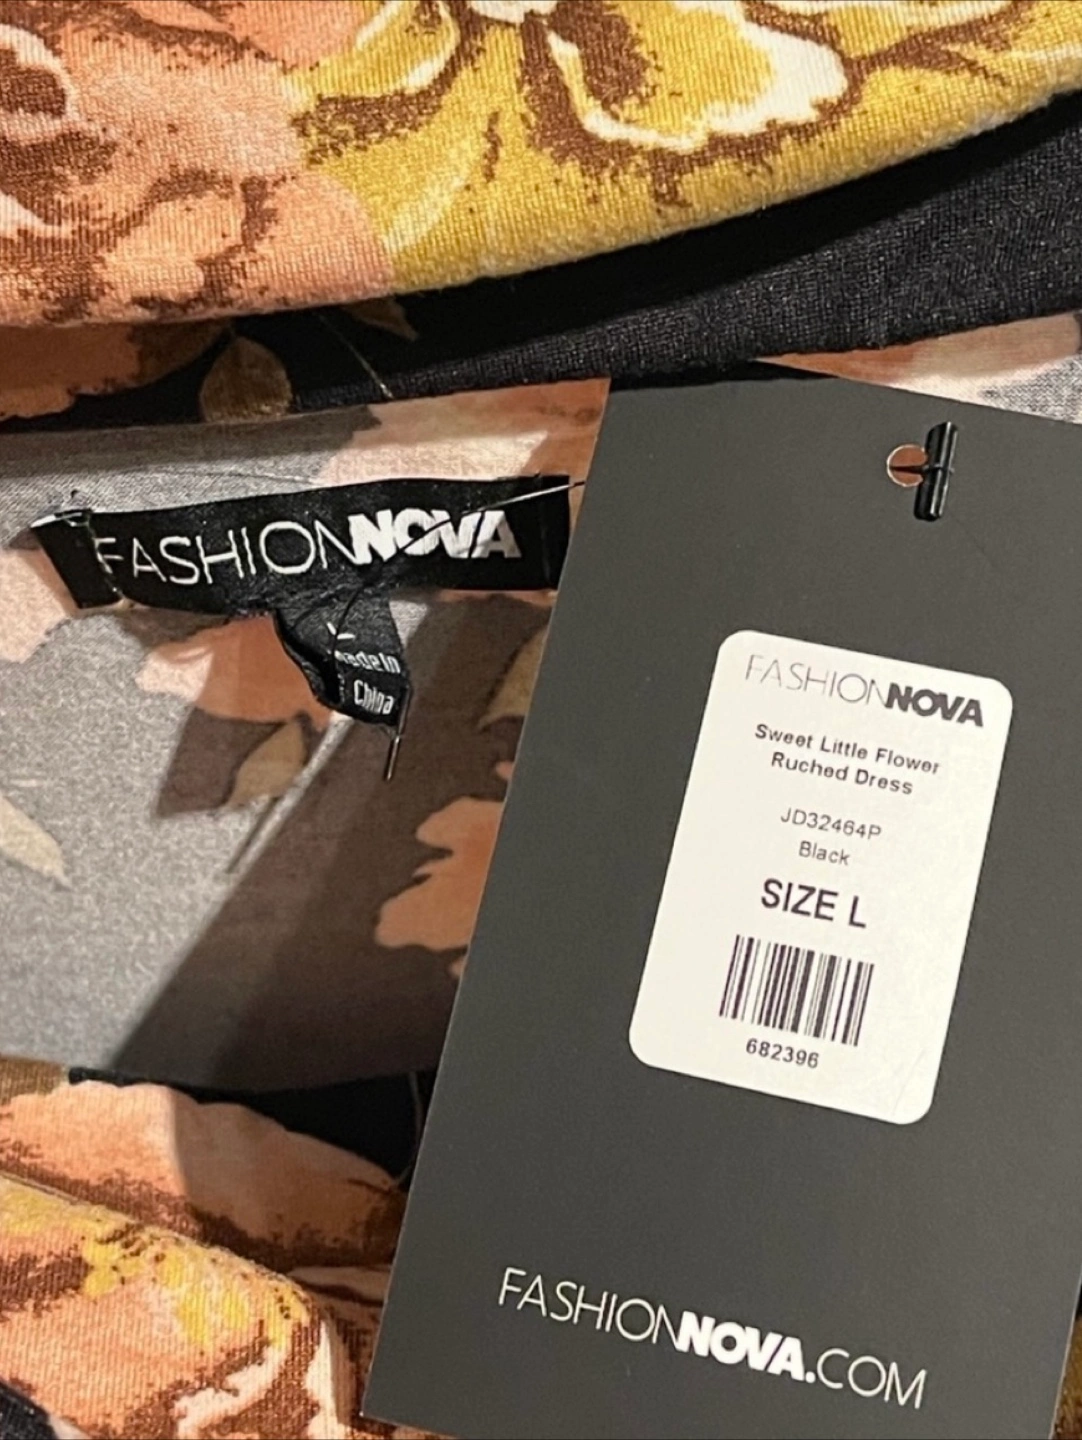 FASHIONNOVA
L
Made In
China
FASHIONNOVA
Sweet Little Flower
Ruched Dress
JD32464P
Black
SIZE L
682396
FASHIONNOVA.COM